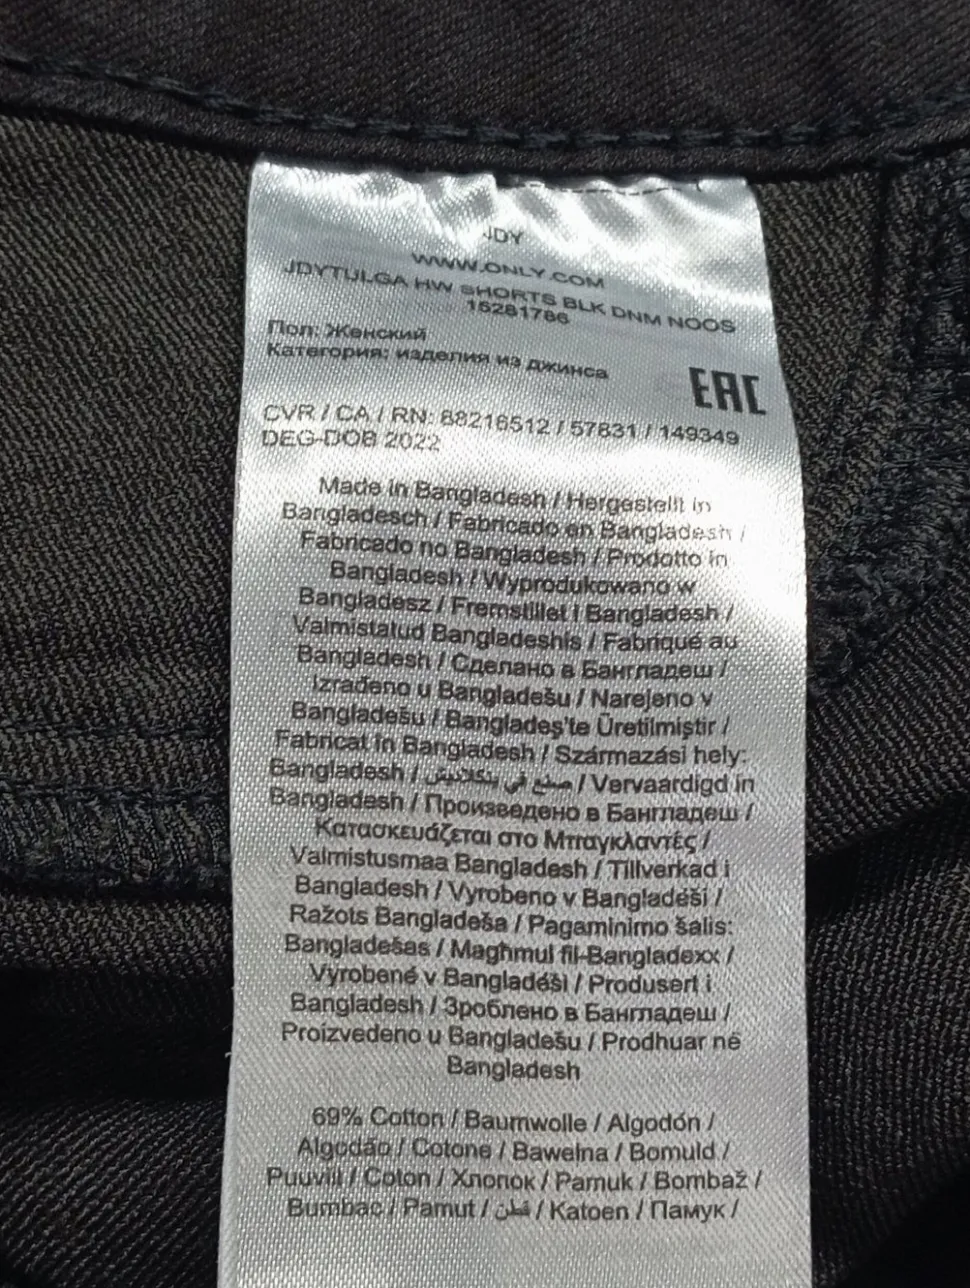 JDY
WWW.ONLY.COM
JDYTULGA HW SHORTS BLK DNM NOOS
15281786
Пол: Женский
Категория: изделия из джинса
EAC
CVR / CA / RN: 88216512 / 57831 / 149349
DEG-DOB 2022
Made in Bangladesh / Hergestellt in
Bangladesch / Fabricado en Bangladesh /
Fabricado no Bangladesh / Prodotto in
Bangladesh / Wyprodukowano w
Bangladesz / Fremstillet i Bangladesh /
Valmistatud Bangladeshis / Fabriqué au
Bangladesh / Сделано в Бангладеш /
Izrađeno u Bangladešu / Narejeno v
Bangladešu / Bangladeş'te Üretilmiştir /
Fabricat in Bangladesh / Származási hely:
Bangladesh / صنع في بنكلاديش / Vervaardigd in
Bangladesh / Произведено в Бангладеш /
Κατασκευάζεται στο Μπαγκλαντές /
Valmistusmaa Bangladesh / Tillverkad i
Bangladesh / Vyrobeno v Bangladéši /
Ražots Bangladeša / Pagaminimo šalis:
Bangladešas / Magħmul fil-Bangladexx /
Vyrobené v Bangladéši / Produsert i
Bangladesh / Зроблено в Бангладеш /
Proizvedeno u Bangladešu / Prodhuar në
Bangladesh
69% Cotton / Baumwolle / Algodón /
Algodão / Cotone / Bawełna / Bomuld /
Puuvill / Coton / Хлопок / Pamuk / Bombaž /
Bumbac / Pamut / قطن / Katoen / Памук /